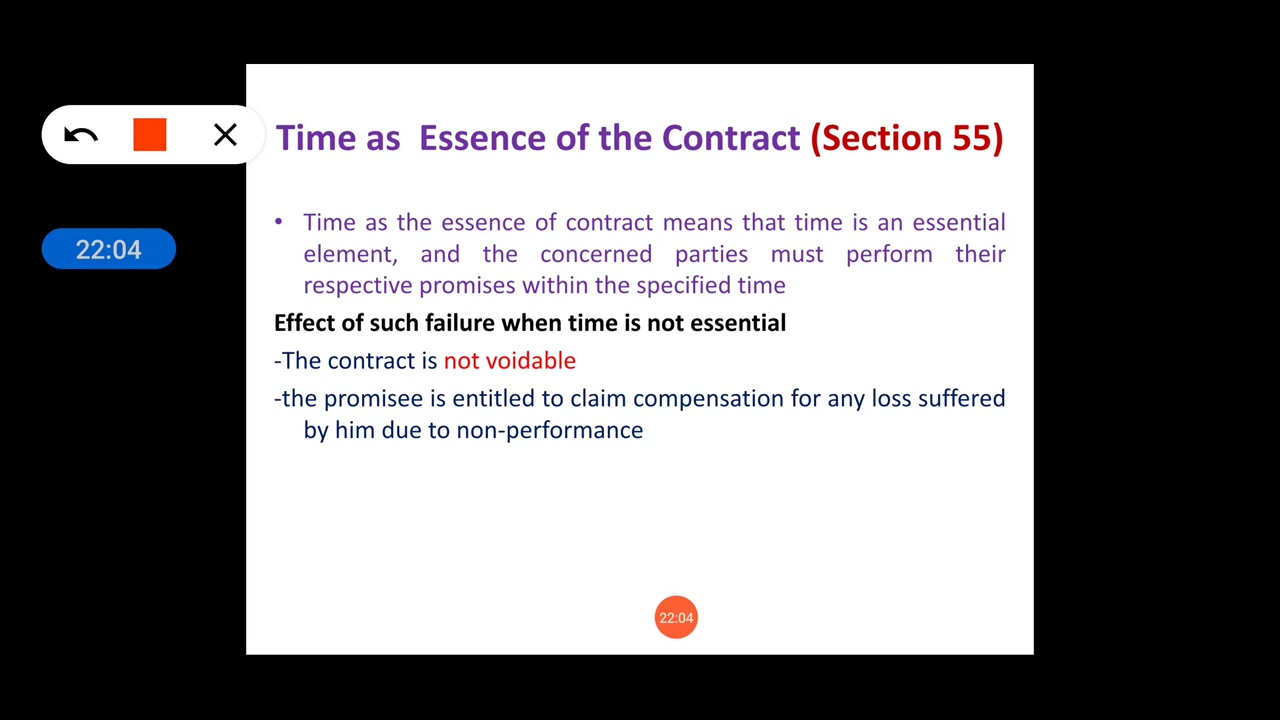 Time as Essence of the Contract (Section 55)
22:04
• Time as the essence of contract means that time is an essential
element, and the concerned parties must perform their
respective promises within the specified time
Effect of such failure when time is not essential
-The contract is not voidable
-the promisee is entitled to claim compensation for any loss suffered
by him due to non-performance
22:04